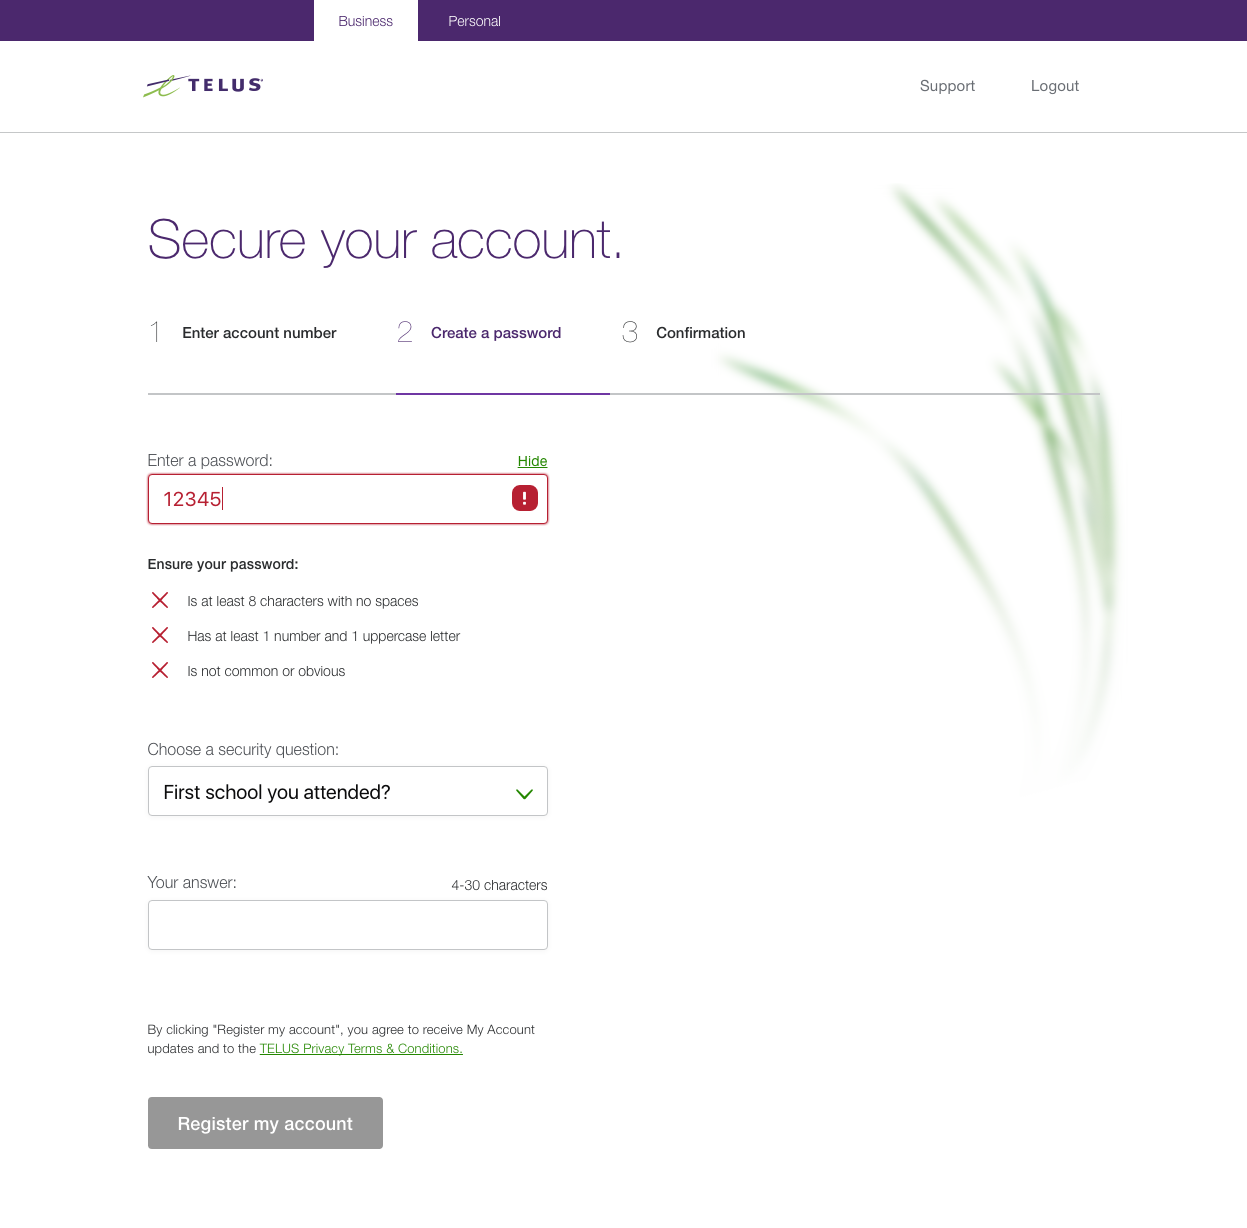 Business Personal
TELUS
Support Logout
Secure your account.
1 Enter account number 2 Create a password 3 Confirmation
Enter a password: Hide
12345
!
Ensure your password:
Is at least 8 characters with no spaces
Has at least 1 number and 1 uppercase letter
Is not common or obvious
Choose a security question:
First school you attended?
Your answer: 4-30 characters
By clicking "Register my account", you agree to receive My Account
updates and to the TELUS Privacy Terms & Conditions.
Register my account